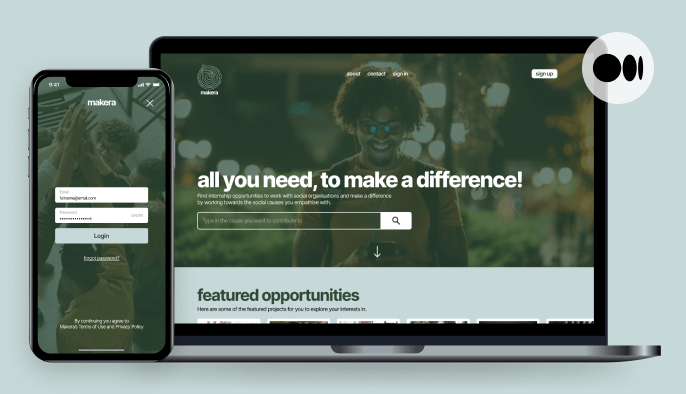 9:41
makera
Email
fullname@email.com
Password
Login
forgot password?
By continuing you agree to
Makera's Terms of Use and Privacy Policy
makera
about
contact
sign in
sign up
all you need, to make a difference!
Find internship opportunities to work with social organisations and make a difference
by working towards the social causes you empathise with.
Type in the cause you want to contribute to
featured opportunities
Here are some of the featured projects for you to explore your interests in.